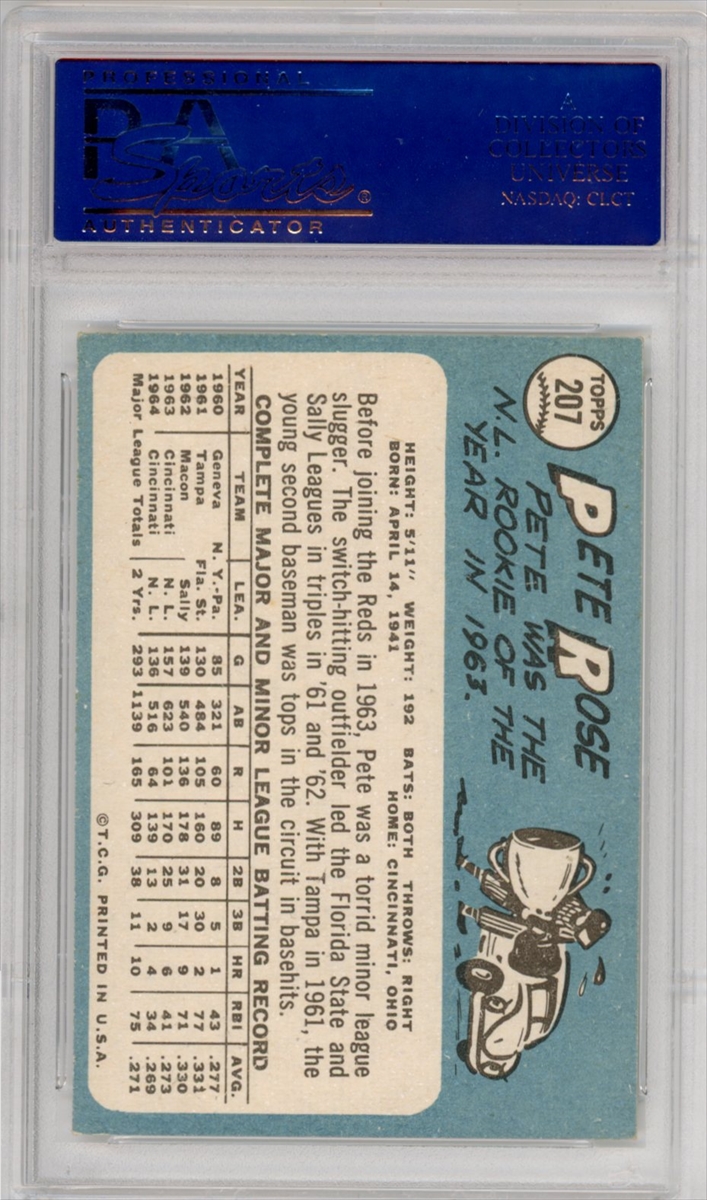 PROFESSIONAL
PSA
Sports®
AUTHENTICATOR
A
DIVISION OF
COLLECTORS
UNIVERSE
NASDAQ: CLCT
TOPPS
207
PETE ROSE
PETE WAS THE
N.L. ROOKIE OF THE
YEAR IN 1963.
HEIGHT: 5'11" WEIGHT: 192 BATS: BOTH THROWS: RIGHT
BORN: APRIL 14, 1941 HOME: CINCINNATI, OHIO
Before joining the Reds in 1963, Pete was a torrid minor league
slugger. The switch-hitting outfielder led the Florida State and
Sally Leagues in triples in '61 and '62. With Tampa in 1961, the
young second baseman was tops in the circuit in basehits.
COMPLETE MAJOR AND MINOR LEAGUE BATTING RECORD
YEAR TEAM LEA. G AB R H 2B 3B HR RBI AVG.
1960 Geneva N.Y.-Pa. 85 321 60 89 8 5 1 43 .277
1961 Tampa Fla. St. 130 484 105 160 20 30 2 77 .331
1962 Macon Sally 139 540 136 178 31 17 9 71 .330
1963 Cincinnati N. L. 157 623 101 170 25 9 6 41 .273
1964 Cincinnati N. L. 136 516 64 139 13 2 4 34 .269
Major League Totals 2 Yrs. 293 1139 165 309 38 11 10 75 .271
©T.C.G. PRINTED IN U.S.A.